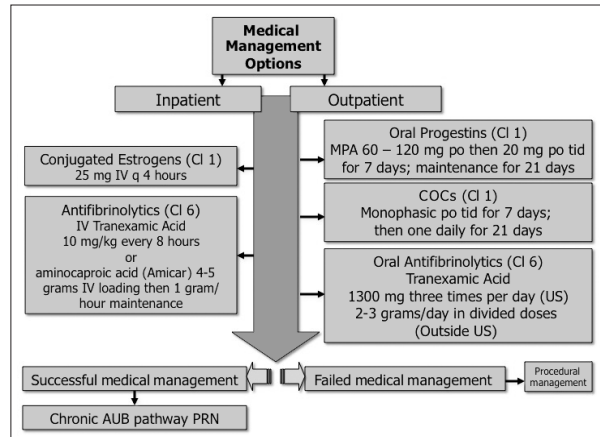 Medical
Management
Options
Inpatient
Outpatient
Conjugated Estrogens (Cl 1)
25 mg IV q 4 hours
Antifibrinolytics (Cl 6)
IV Tranexamic Acid
10 mg/kg every 8 hours
or
aminocaproic acid (Amicar) 4-5
grams IV loading then 1 gram/
hour maintenance
Oral Progestins (Cl 1)
MPA 60 – 120 mg po then 20 mg po tid
for 7 days; maintenance for 21 days
COCs (Cl 1)
Monophasic po tid for 7 days;
then one daily for 21 days
Oral Antifibrinolytics (Cl 6)
Tranexamic Acid
1300 mg three times per day (US)
2-3 grams/day in divided doses
(Outside US)
Successful medical management
Failed medical management
Procedural
management
Chronic AUB pathway PRN